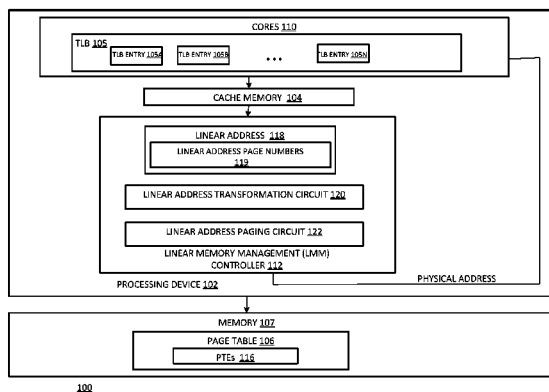 CORES 110
TLB 105
TLB ENTRY 105A
TLB ENTRY 105B
...
TLB ENTRY 105N
CACHE MEMORY 104
LINEAR ADDRESS 118
LINEAR ADDRESS PAGE NUMBERS
119
LINEAR ADDRESS TRANSFORMATION CIRCUIT 120
LINEAR ADDRESS PAGING CIRCUIT 122
LINEAR MEMORY MANAGEMENT (LMM)
CONTROLLER 112
PHYSICAL ADDRESS
PROCESSING DEVICE 102
MEMORY 107
PAGE TABLE 106
PTEs 116
100